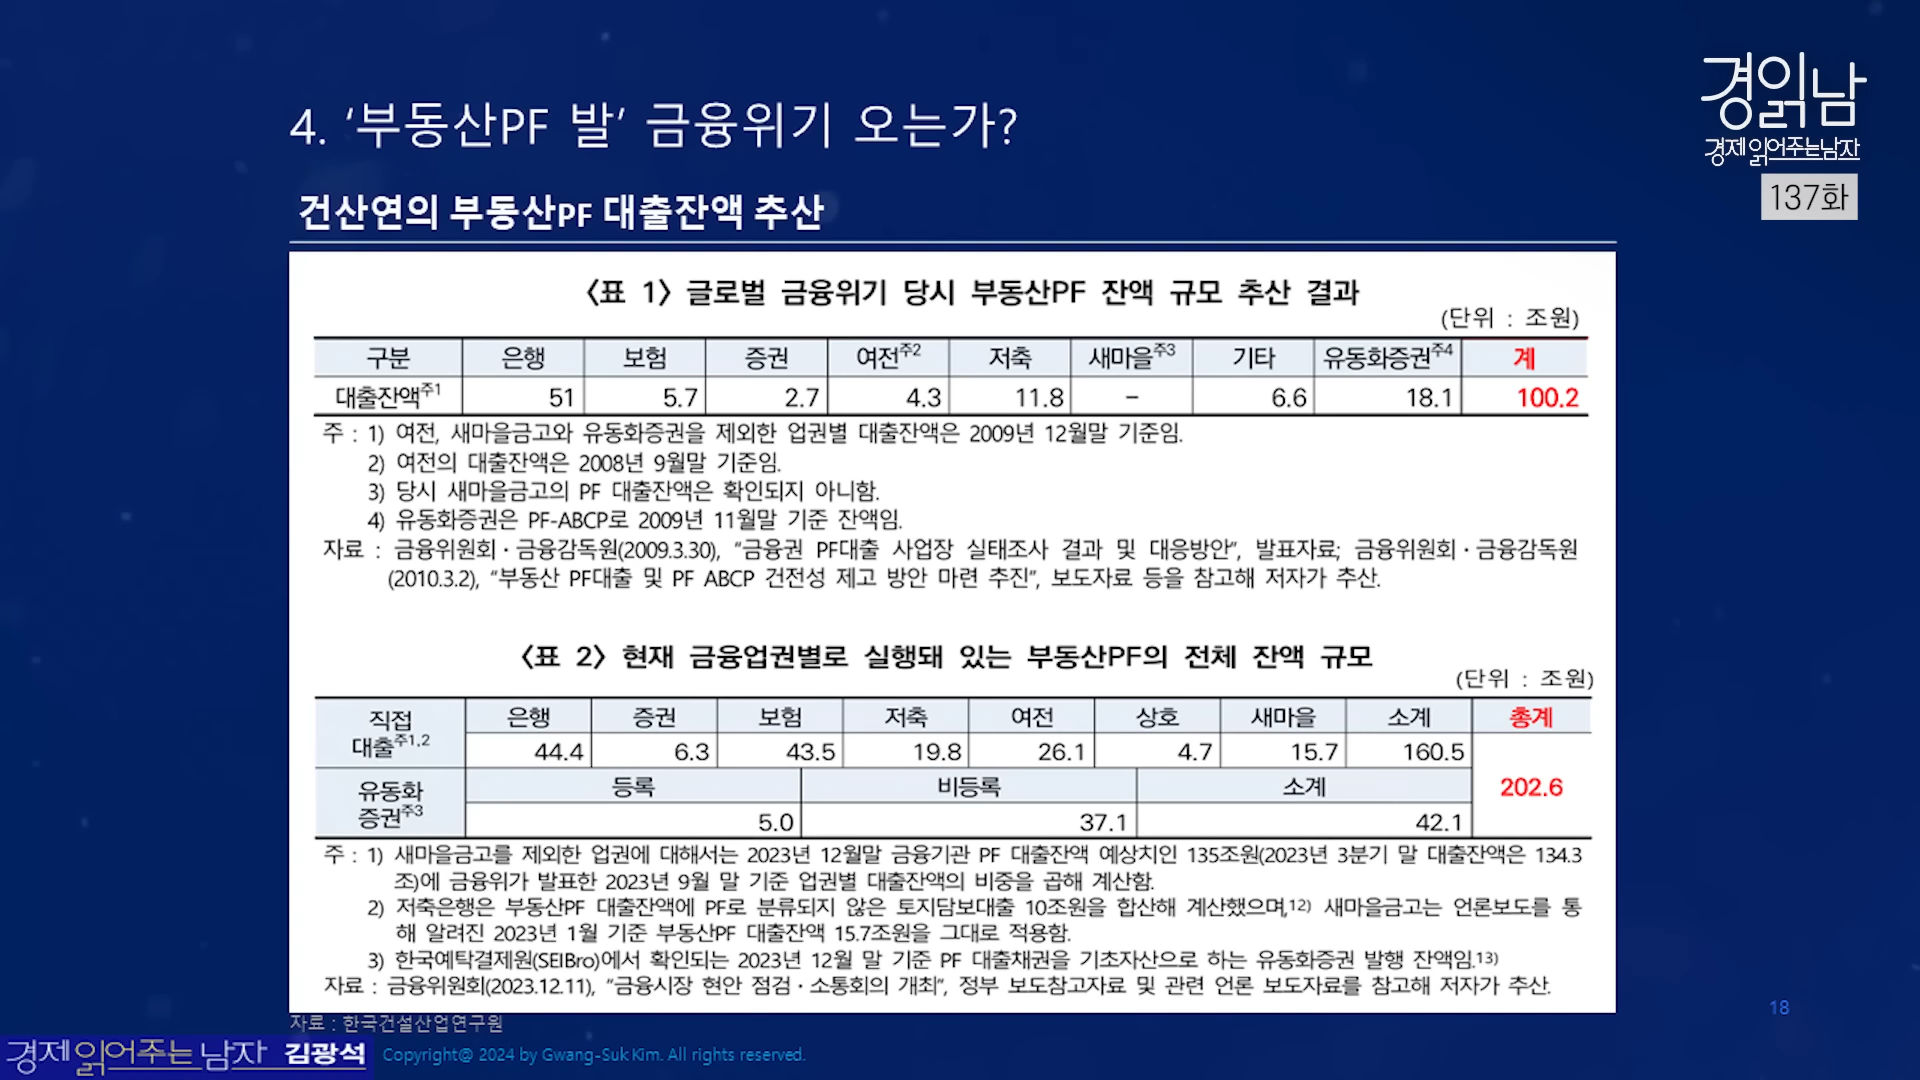 경읽남
경제 읽어주는남자
137화
4. ‘부동산PF 발’ 금융위기 오는가?
건산연의 부동산PF 대출잔액 추산
〈표 1〉 글로벌 금융위기 당시 부동산PF 잔액 규모 추산 결과
(단위 : 조원)
구분 은행 보험 증권 여전주2 저축 새마을주3 기타 유동화증권주4 계
대출잔액주1 51 5.7 2.7 4.3 11.8 – 6.6 18.1 100.2
주 : 1) 여전, 새마을금고와 유동화증권을 제외한 업권별 대출잔액은 2009년 12월말 기준임.
2) 여전의 대출잔액은 2008년 9월말 기준임.
3) 당시 새마을금고의 PF 대출잔액은 확인되지 아니함.
4) 유동화증권은 PF-ABCP로 2009년 11월말 기준 잔액임.
자료 : 금융위원회·금융감독원(2009.3.30), “금융권 PF대출 사업장 실태조사 결과 및 대응방안”, 발표자료; 금융위원회·금융감독원
(2010.3.2), “부동산 PF대출 및 PF ABCP 건전성 제고 방안 마련 추진”, 보도자료 등을 참고해 저자가 추산.
〈표 2〉 현재 금융업권별로 실행돼 있는 부동산PF의 전체 잔액 규모
(단위 : 조원)
직접 은행 증권 보험 저축 여전 상호 새마을 소계 총계
대출주1,2 44.4 6.3 43.5 19.8 26.1 4.7 15.7 160.5
유동화 등록 비등록 소계 202.6
증권주3 5.0 37.1 42.1
주 : 1) 새마을금고를 제외한 업권에 대해서는 2023년 12월말 금융기관 PF 대출잔액 예상치인 135조원(2023년 3분기 말 대출잔액은 134.3
조)에 금융위가 발표한 2023년 9월 말 기준 업권별 대출잔액의 비중을 곱해 계산함.
2) 저축은행은 부동산PF 대출잔액에 PF로 분류되지 않은 토지담보대출 10조원을 합산해 계산했으며,12) 새마을금고는 언론보도를 통
해 알려진 2023년 1월 기준 부동산PF 대출잔액 15.7조원을 그대로 적용함.
3) 한국예탁결제원(SEIBro)에서 확인되는 2023년 12월 말 기준 PF 대출채권을 기초자산으로 하는 유동화증권 발행 잔액임.13)
자료 : 금융위원회(2023.12.11), “금융시장 현안 점검·소통회의 개최”, 정부 보도참고자료 및 관련 언론 보도자료를 참고해 저자가 추산.
자료 : 한국건설산업연구원
18
경제 읽어주는 남자 김광석 Copyright@ 2024 by Gwang-Suk Kim. All rights reserved.